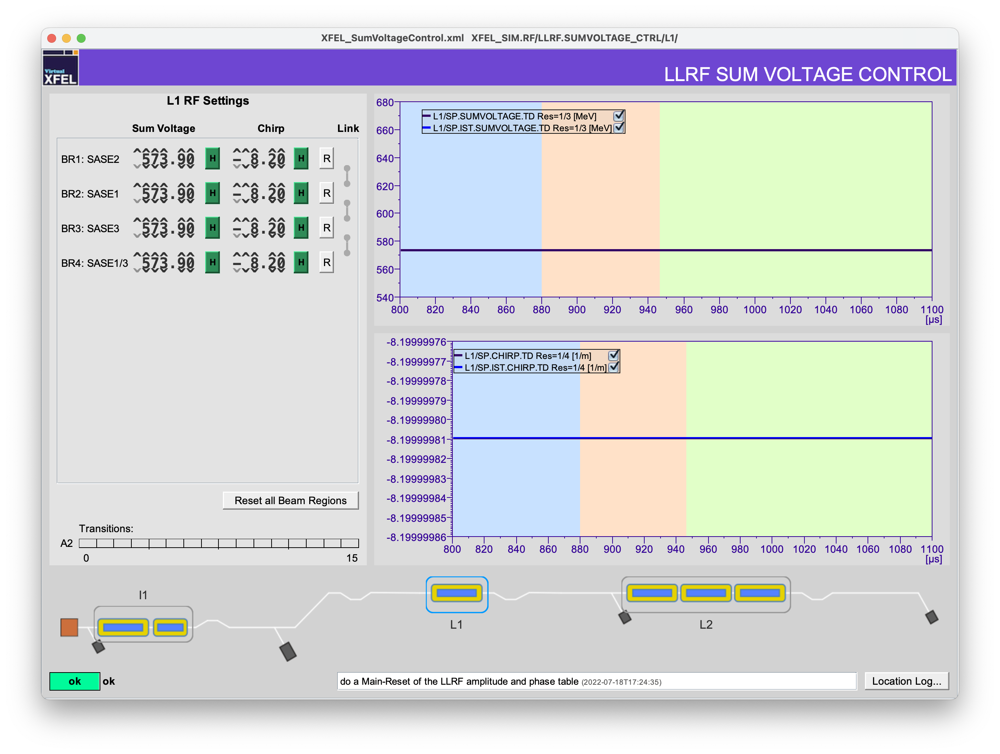 XFEL_SumVoltageControl.xml XFEL_SIM.RF/LLRF.SUMVOLTAGE_CTRL/L1/
Virtual
XFEL
LLRF SUM VOLTAGE CONTROL
L1 RF Settings
Sum Voltage Chirp Link
BR1: SASE2 573.90 H - 8.20 H R
BR2: SASE1 573.90 H - 8.20 H R
BR3: SASE3 573.90 H - 8.20 H R
BR4: SASE1/3 573.90 H - 8.20 H R
Reset all Beam Regions
Transitions:
A2
0 15
680
660
640
620
600
580
560
540
L1/SP.SUMVOLTAGE.TD Res=1/3 [MeV]
L1/SP.IST.SUMVOLTAGE.TD Res=1/3 [MeV]
800 820 840 860 880 900 920 940 960 980 1000 1020 1040 1060 1080 1100
[µs]
-8.19999976
-8.19999977
-8.19999978
-8.19999979
-8.19999980
-8.19999981
-8.19999982
-8.19999983
-8.19999984
-8.19999985
-8.19999986
L1/SP.CHIRP.TD Res=1/4 [1/m]
L1/SP.IST.CHIRP.TD Res=1/4 [1/m]
800 820 840 860 880 900 920 940 960 980 1000 1020 1040 1060 1080 1100
[µs]
I1
L1
L2
ok ok
do a Main-Reset of the LLRF amplitude and phase table (2022-07-18T17:24:35)
Location Log...